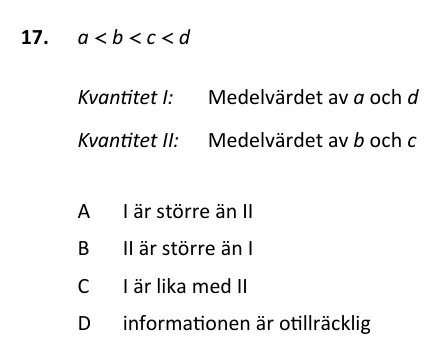 17. a < b < c < d
Kvantitet I: Medelvärdet av a och d
Kvantitet II: Medelvärdet av b och c
A I är större än II
B II är större än I
C I är lika med II
D informationen är otillräcklig